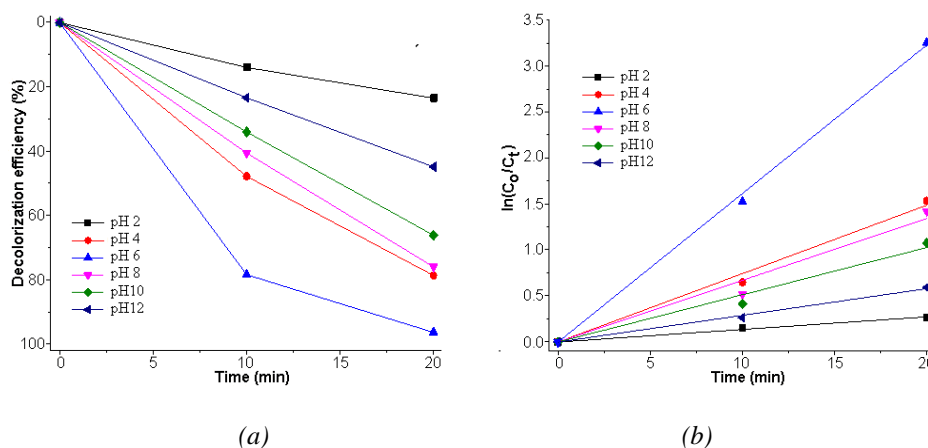 Decolorization efficiency (%)
0
20
40
60
80
100
pH 2
pH 4
pH 6
pH 8
pH10
pH12
0
5
10
15
20
Time (min)
(a)
ln(C₀/Cₜ)
3.5
3.0
2.5
2.0
1.5
1.0
0.5
0.0
pH 2
pH 4
pH 6
pH 8
pH10
pH12
0
5
10
15
20
Time (min)
(b)